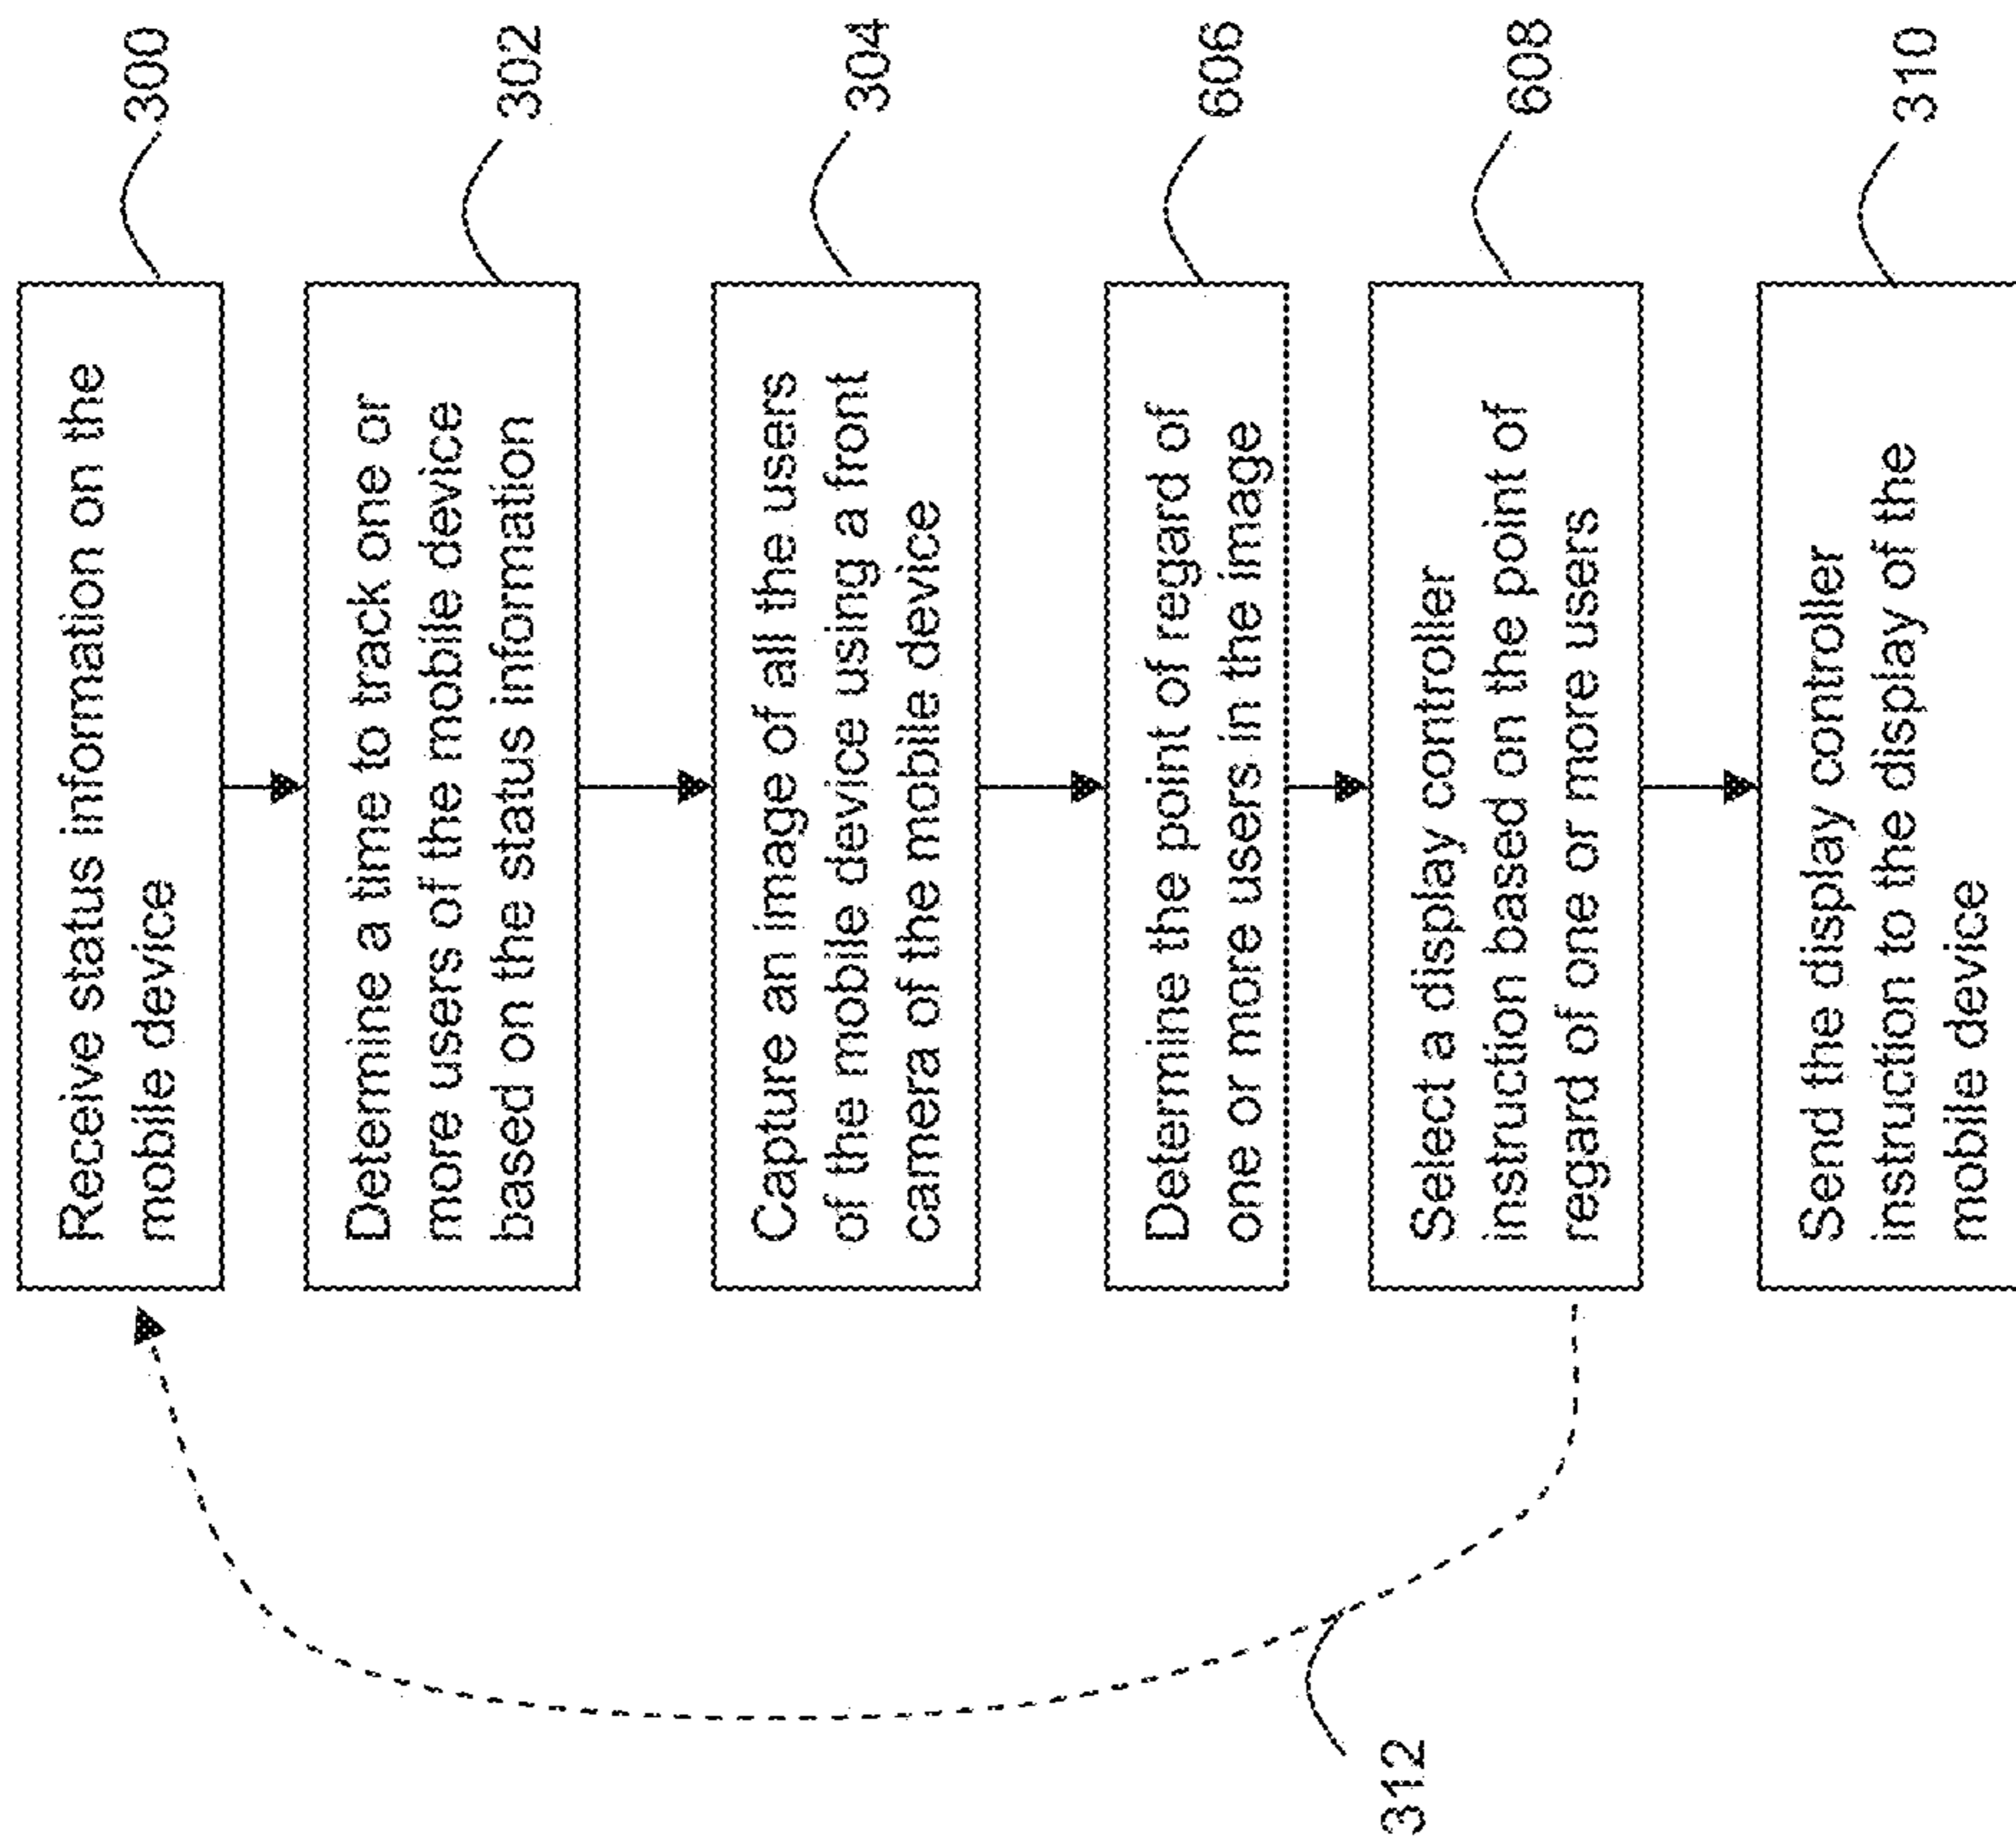 Receive status information on the
mobile device
300
Determine a time to track one or
more users of the mobile device
based on the status information
302
Capture an image of all the users
of the mobile device using a front
camera of the mobile device
304
Determine the point of regard of
one or more users in the image
606
Select a display controller
instruction based on the point of
regard of one or more users
608
Send the display controller
instruction to the display of the
mobile device
310
312